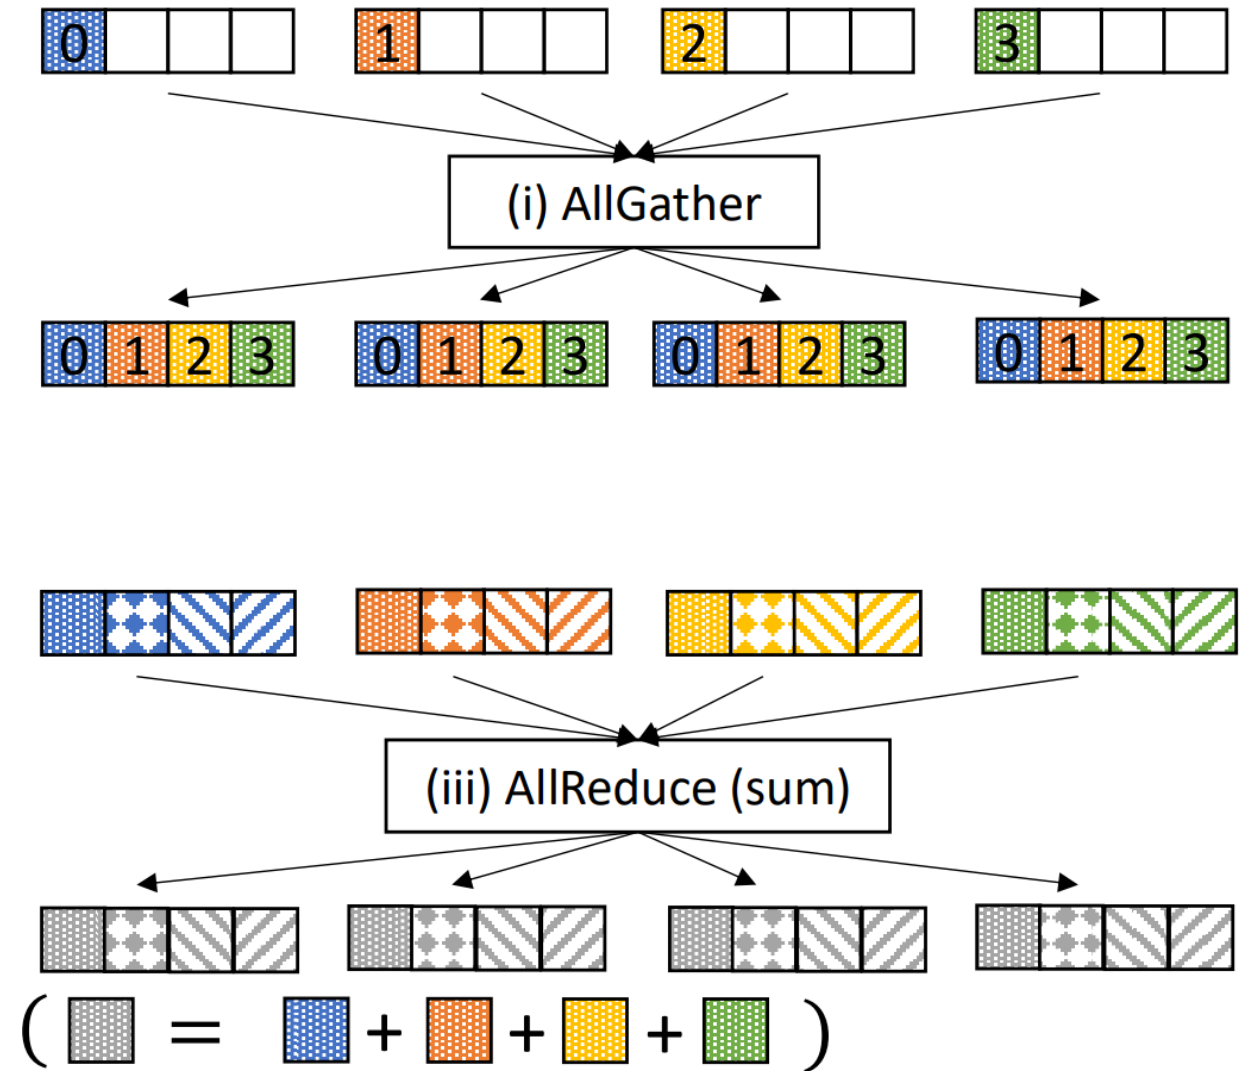 0 1 2 3
(i) AllGather
0 1 2 3 0 1 2 3 0 1 2 3 0 1 2 3
(iii) AllReduce (sum)
( = + + + )